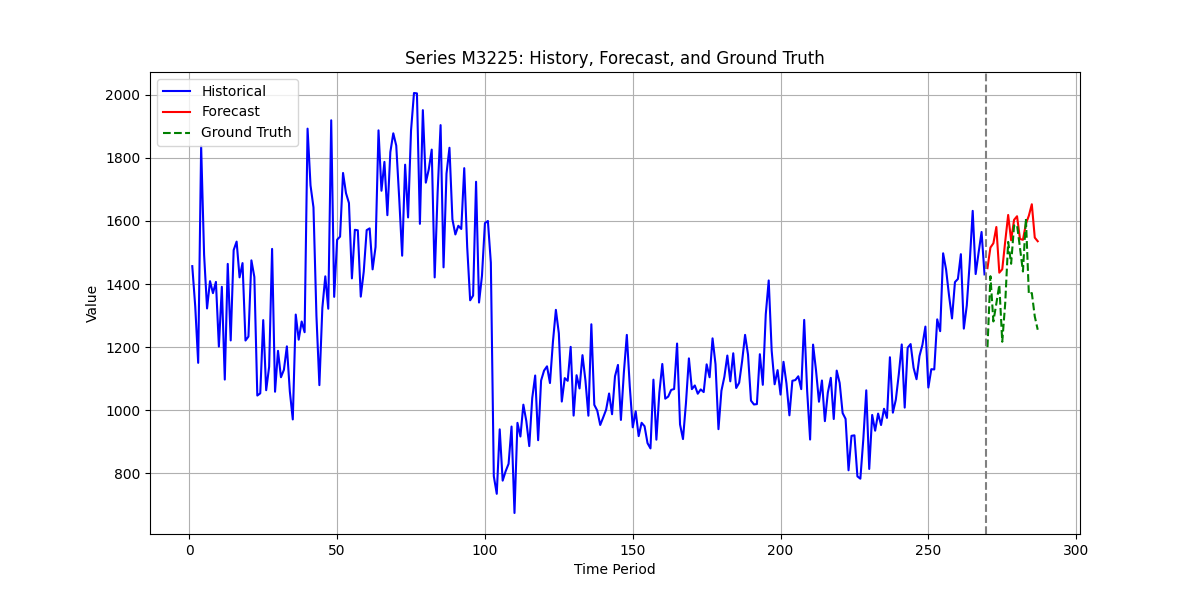 Series M3225: History, Forecast, and Ground Truth
Historical
Forecast
Ground Truth
Value
2000
1800
1600
1400
1200
1000
800
0 50 100 150 200 250 300
Time Period